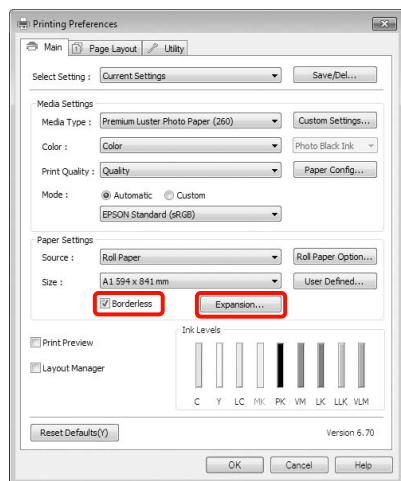 Printing Preferences
Main Page Layout Utility
Select Setting : Current Settings Save/Del...
Media Settings
Media Type : Premium Luster Photo Paper (260) Custom Settings...
Color : Color Photo Black Ink
Print Quality : Quality Paper Config...
Mode : Automatic Custom
EPSON Standard (sRGB)
Paper Settings
Source : Roll Paper Roll Paper Option...
Size : A1 594 x 841 mm User Defined...
Borderless Expansion...
Ink Levels
Print Preview
Layout Manager
C Y LC MK PK VM LK LLK VLM
Reset Defaults(Y) Version 6.70
OK Cancel Help